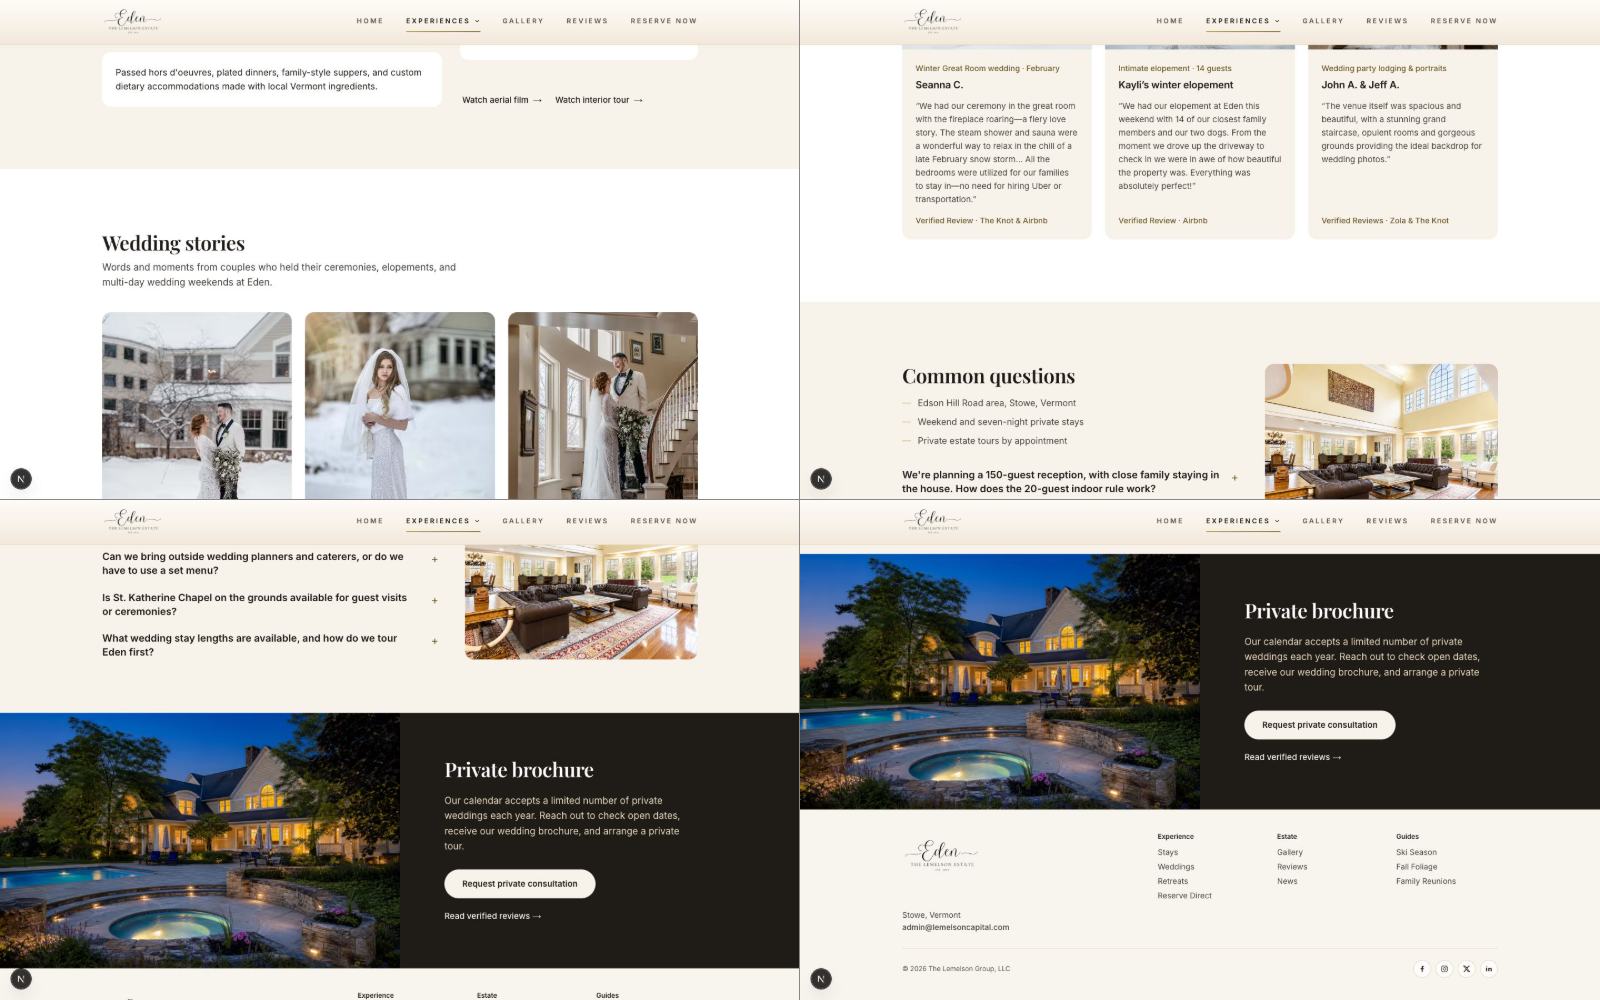 Eden
THE LEMELSON ESTATE
HOME
EXPERIENCES
GALLERY
REVIEWS
RESERVE NOW
Passed hors d'oeuvres, plated dinners, family-style suppers, and custom
dietary accommodations made with local Vermont ingredients.
Watch aerial film →
Watch interior tour →
Wedding stories
Words and moments from couples who held their ceremonies, elopements, and
multi-day wedding weekends at Eden.
N
Eden
THE LEMELSON ESTATE
HOME
EXPERIENCES
GALLERY
REVIEWS
RESERVE NOW
Winter Great Room wedding · February
Seanna C.
“We had our ceremony in the great room
with the fireplace roaring—a fiery love
story. The steam shower and sauna were
a wonderful way to relax in the chill of a
late February snow storm... All the
bedrooms were utilized for our families
to stay in—no need for hiring Uber or
transportation.”
Verified Review · The Knot & Airbnb
Intimate elopement · 14 guests
Kayli's winter elopement
“We had our elopement at Eden this
weekend with 14 of our closest family
members and our two dogs. From the
moment we drove up the driveway to
check in we were in awe of how beautiful
the property was. Everything was
absolutely perfect!”
Verified Review · Airbnb
Wedding party lodging & portraits
John A. & Jeff A.
“The venue itself was spacious and
beautiful, with a stunning grand
staircase, opulent rooms and gorgeous
grounds providing the ideal backdrop for
wedding photos.”
Verified Reviews · Zola & The Knot
Common questions
— Edson Hill Road area, Stowe, Vermont
— Weekend and seven-night private stays
— Private estate tours by appointment
We're planning a 150-guest reception, with close family staying in +
the house. How does the 20-guest indoor rule work?
N
Eden
THE LEMELSON ESTATE
HOME
EXPERIENCES
GALLERY
REVIEWS
RESERVE NOW
Can we bring outside wedding planners and caterers, or do we +
have to use a set menu?
Is St. Katherine Chapel on the grounds available for guest visits +
or ceremonies?
What wedding stay lengths are available, and how do we tour +
Eden first?
Private brochure
Our calendar accepts a limited number of private
weddings each year. Reach out to check open dates,
receive our wedding brochure, and arrange a private
tour.
Request private consultation
Read verified reviews →
N
Experience
Estate
Guides
Eden
THE LEMELSON ESTATE
HOME
EXPERIENCES
GALLERY
REVIEWS
RESERVE NOW
Private brochure
Our calendar accepts a limited number of private
weddings each year. Reach out to check open dates,
receive our wedding brochure, and arrange a private
tour.
Request private consultation
Read verified reviews →
Eden
THE LEMELSON ESTATE
Stowe, Vermont
admin@lemelsoncapital.com
Experience
Stays
Weddings
Retreats
Reserve Direct
Estate
Gallery
Reviews
News
Guides
Ski Season
Fall Foliage
Family Reunions
© 2026 The Lemelson Group, LLC
N